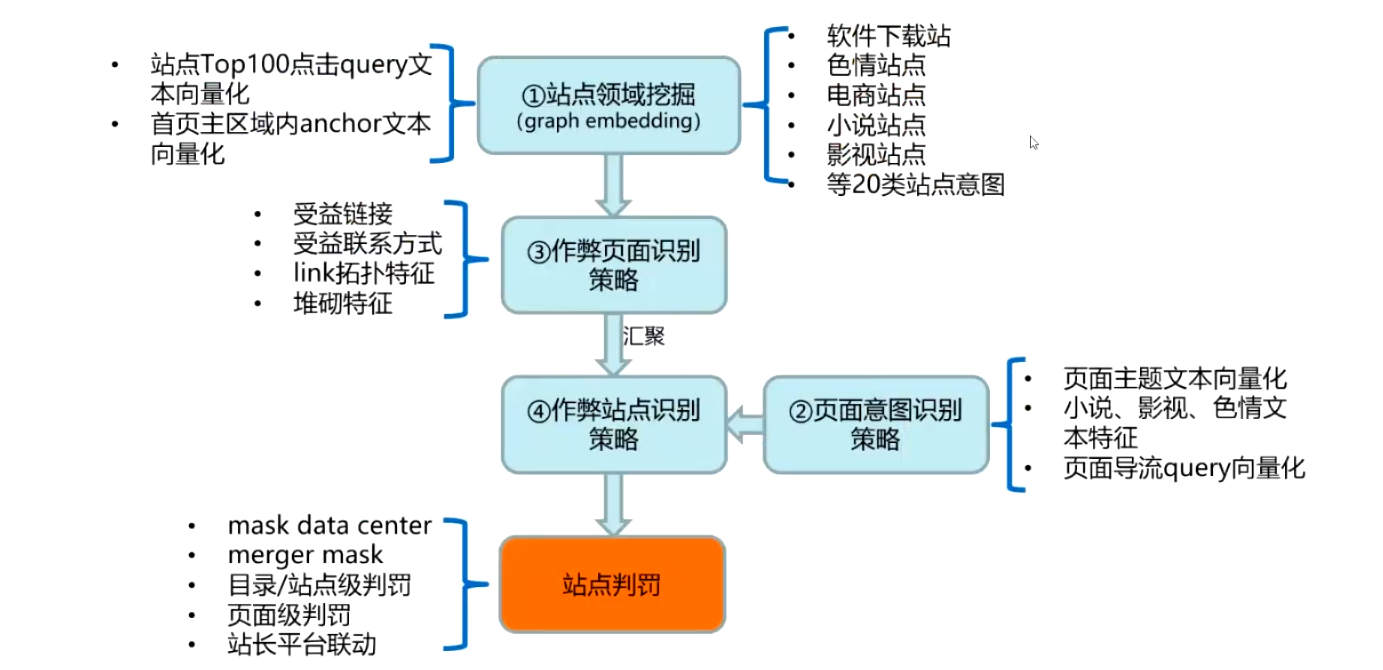 • 站点Top100点击query文
本向量化
• 首页主区域内anchor文本
向量化
①站点领域挖掘
（graph embedding）
• 软件下载站
• 色情站点
• 电商站点
• 小说站点
• 影视站点
• 等20类站点意图
• 受益链接
• 受益联系方式
• link拓扑特征
• 堆砌特征
③作弊页面识别
策略
汇聚
④作弊站点识别
策略
②页面意图识别
策略
• 页面主题文本向量化
• 小说、影视、色情文
本特征
• 页面导流query向量化
• mask data center
• merger mask
• 目录/站点级判罚
• 页面级判罚
• 站长平台联动
站点判罚